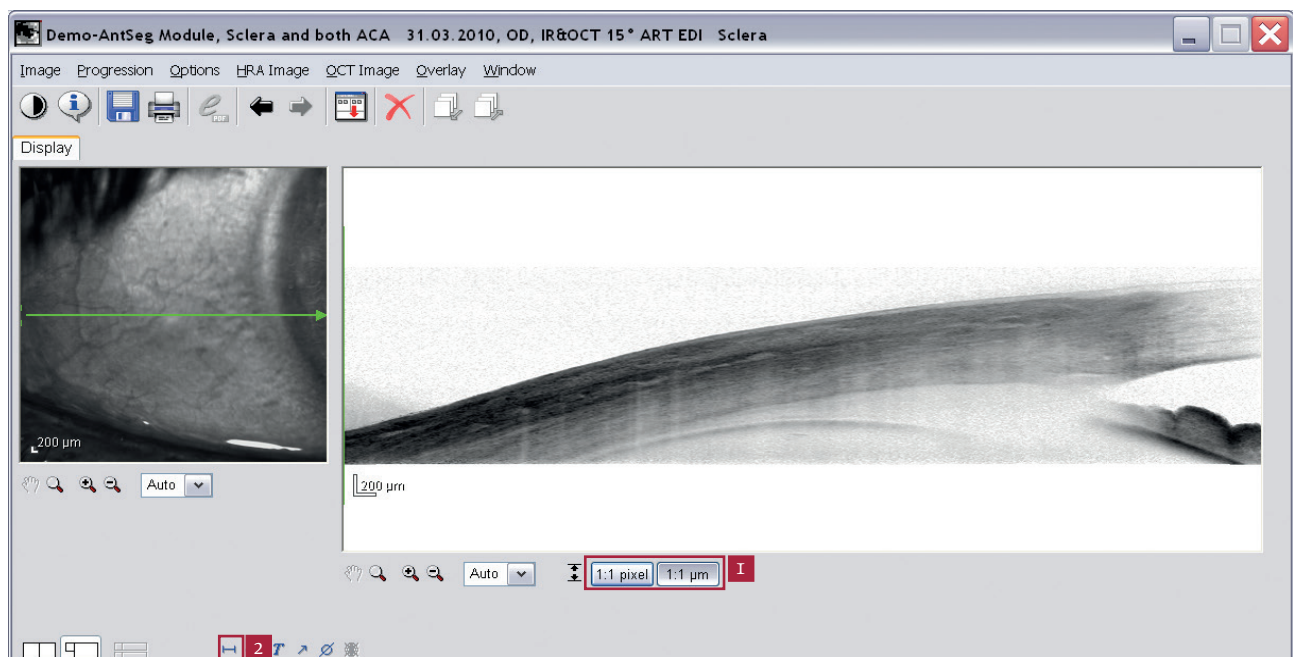 Demo-AntSeg Module, Sclera and both ACA 31.03.2010, OD, IR&OCT 15° ART EDI Sclera
Image Progression Options HRA Image OCT Image Overlay Window
Display
200 µm
200 µm
Auto
Auto 1:1 pixel 1:1 µm 1
2 T